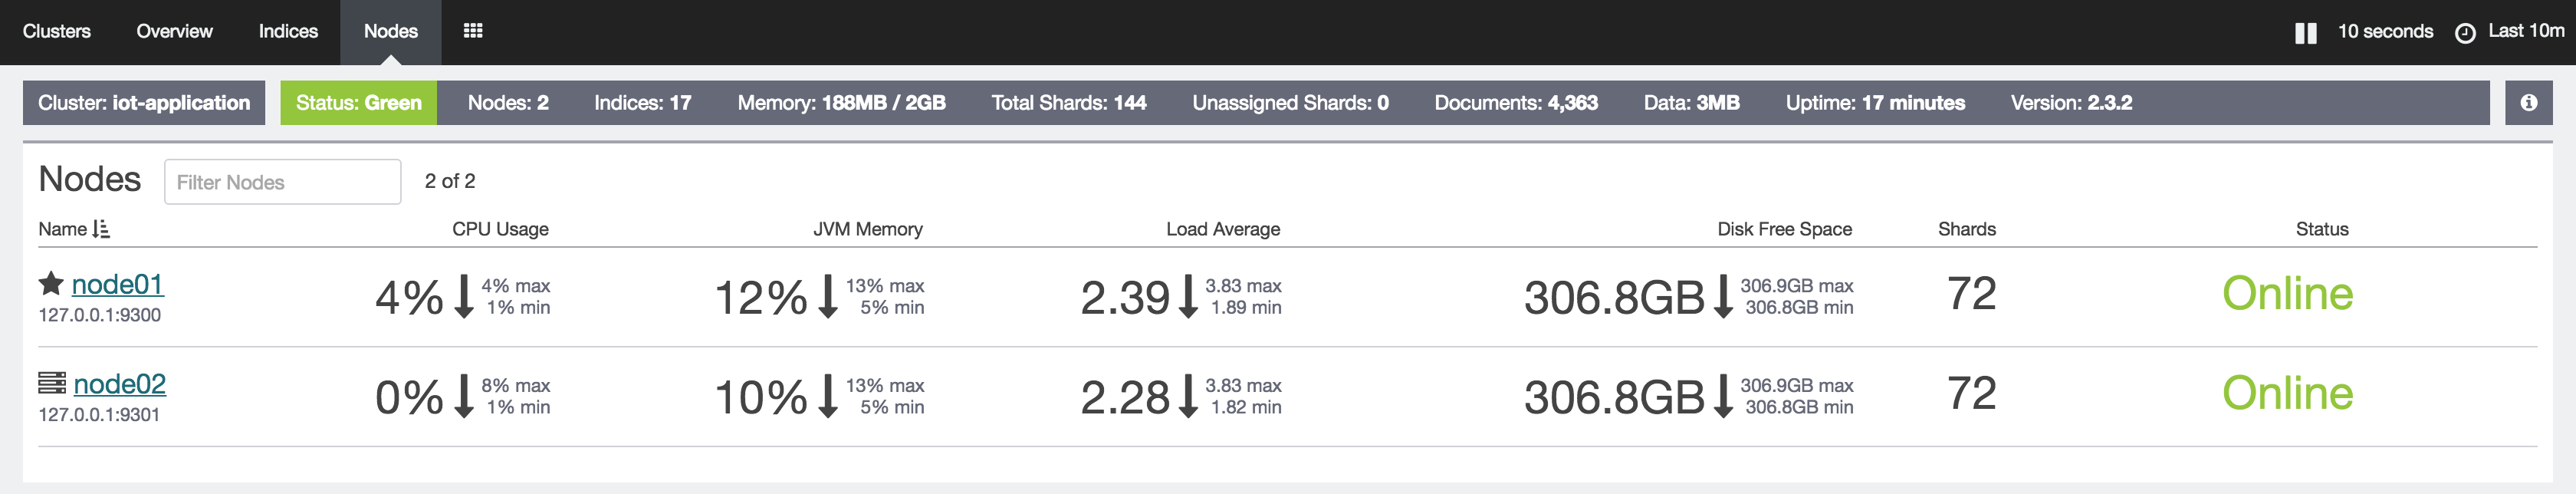 Clusters Overview Indices Nodes 10 seconds Last 10m
Cluster: iot-application Status: Green Nodes: 2 Indices: 17 Memory: 188MB / 2GB Total Shards: 144 Unassigned Shards: 0 Documents: 4,363 Data: 3MB Uptime: 17 minutes Version: 2.3.2
Nodes Filter Nodes 2 of 2
Name CPU Usage JVM Memory Load Average Disk Free Space Shards Status
node01 4% 4% max 12% 13% max 2.39 3.83 max 306.8GB 306.9GB max 72 Online
127.0.0.1:9300 1% min 5% min 1.89 min 306.8GB min
node02 0% 8% max 10% 13% max 2.28 3.83 max 306.8GB 306.9GB max 72 Online
127.0.0.1:9301 1% min 5% min 1.82 min 306.8GB min